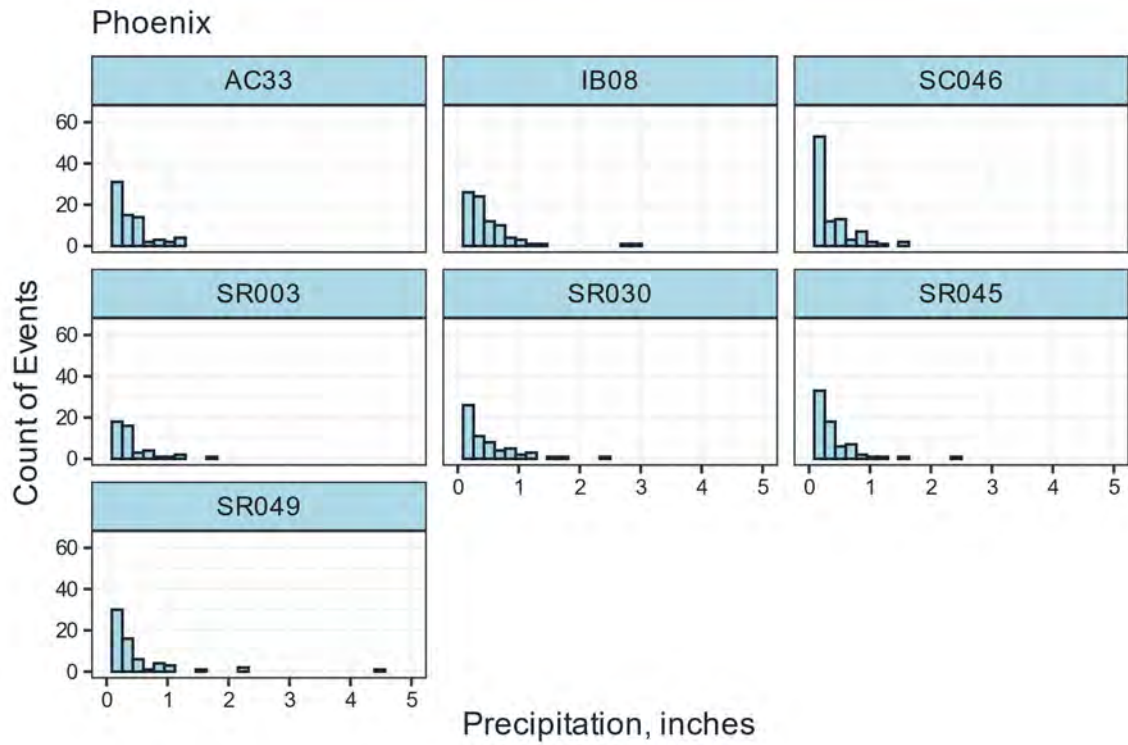 Phoenix
AC33 IB08 SC046
60
40
20
0
SR003 SR030 SR045
60
40
20
0
0 1 2 3 4 5 0 1 2 3 4 5
SR049
60
40
20
0
0 1 2 3 4 5
Count of Events
Precipitation, inches